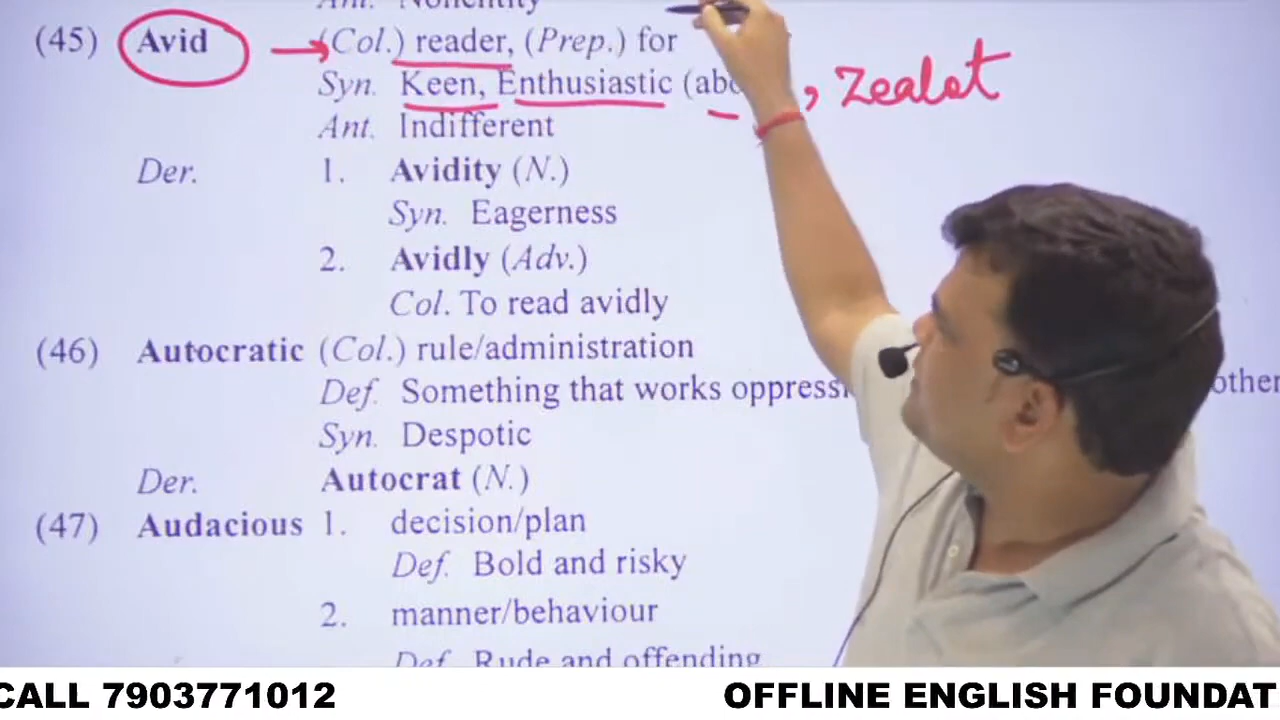 Ant. Nonentity
(45) Avid → (Col.) reader, (Prep.) for
Syn. Keen, Enthusiastic , Zealot
Ant. Indifferent
Der. 1. Avidity (N.)
Syn. Eagerness
2. Avidly (Adv.)
Col. To read avidly
(46) Autocratic (Col.) rule/administration
Def. Something that works
Syn. Despotic
Der. Autocrat (N.)
(47) Audacious 1. decision/plan
Def. Bold and risky
2. manner/behaviour
Def. Rude and offending
CALL 7903771012 OFFLINE ENGLISH